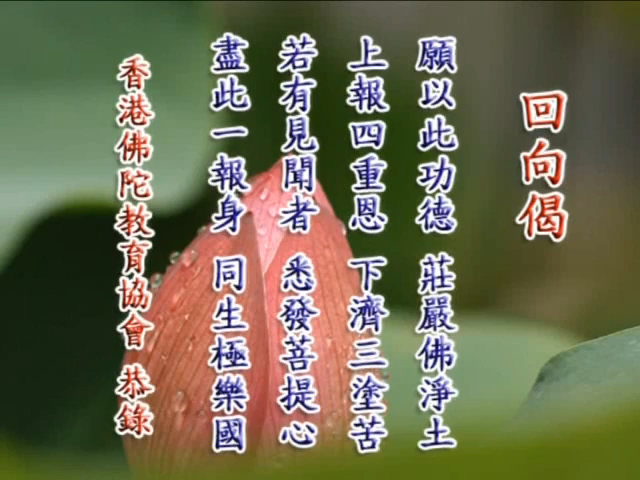 回向偈
願以此功德 莊嚴佛淨土
上報四重恩 下濟三塗苦
若有見聞者 悉發菩提心
盡此一報身 同生極樂國
香港佛陀教育協會 恭錄